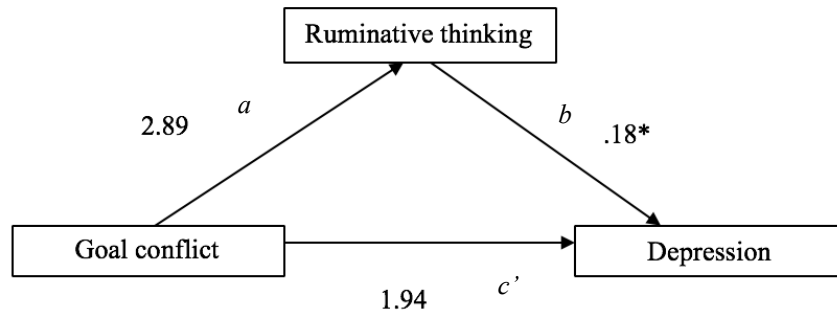 Ruminative thinking
a
b
2.89
.18*
Goal conflict
Depression
c’
1.94